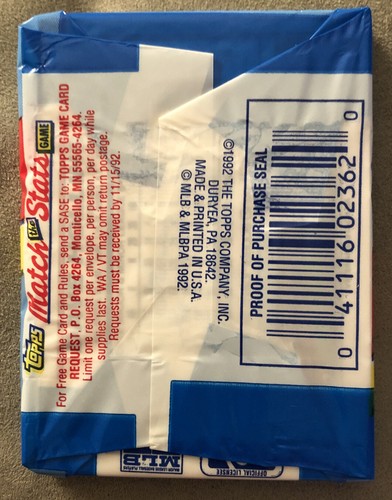 Topps Match the Stats GAME
For Free Game Card and Rules, send a SASE to: TOPPS GAME CARD
REQUEST, P.O. Box 4264, Monticello, MN 55565-4264.
Limit one request per envelope, per person, per day while
supplies last. WA / VT may omit return postage.
Requests must be received by 11/15/92.
©1992 THE TOPPS COMPANY, INC.
DURYEA, PA 18642
MADE & PRINTED IN U.S.A.
© MLB & MLBPA 1992.
PROOF OF PURCHASE SEAL
0 41116 02362 0
MLB
OFFICIAL LICENSEE